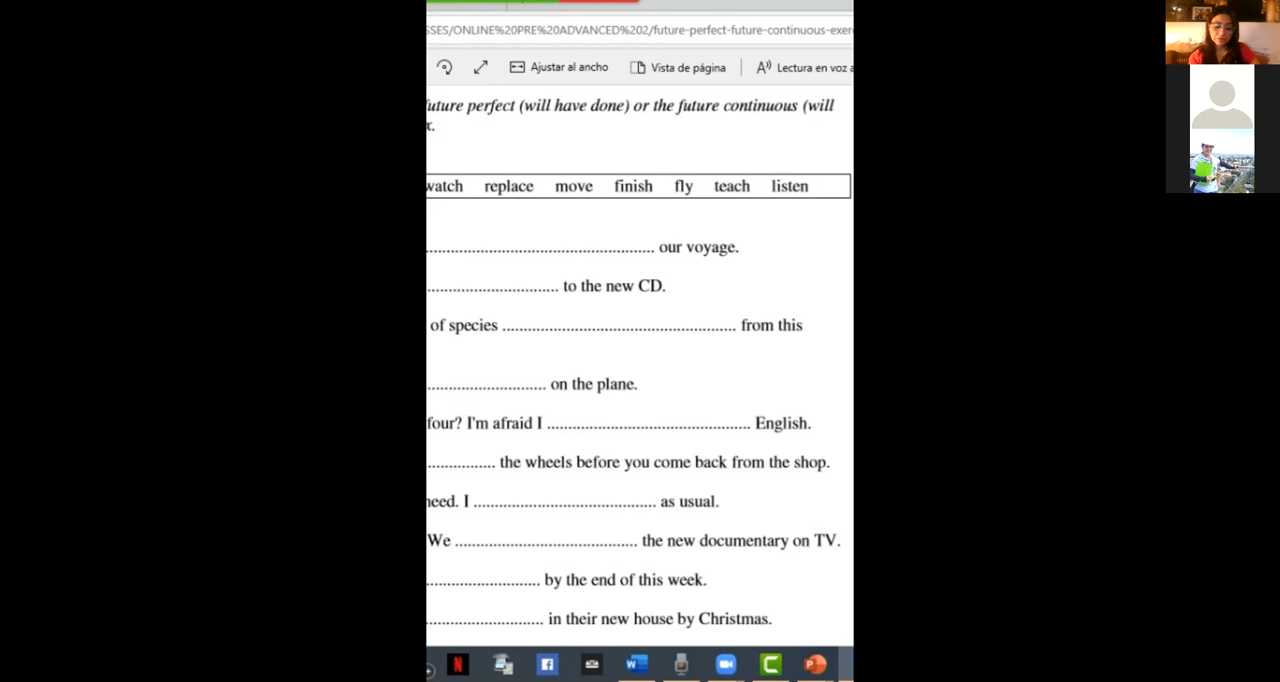 SES/ONLINE%20PRE%20ADVANCED%202/future-perfect-future-continuous-exer
Ajustar al ancho Vista de página Lectura en voz a
future perfect (will have done) or the future continuous (will
x.
watch replace move finish fly teach listen
................ our voyage.
................ to the new CD.
of species ................ from this
................ on the plane.
four? I'm afraid I ................ English.
................ the wheels before you come back from the shop.
need. I ................ as usual.
We ................ the new documentary on TV.
................ by the end of this week.
................ in their new house by Christmas.